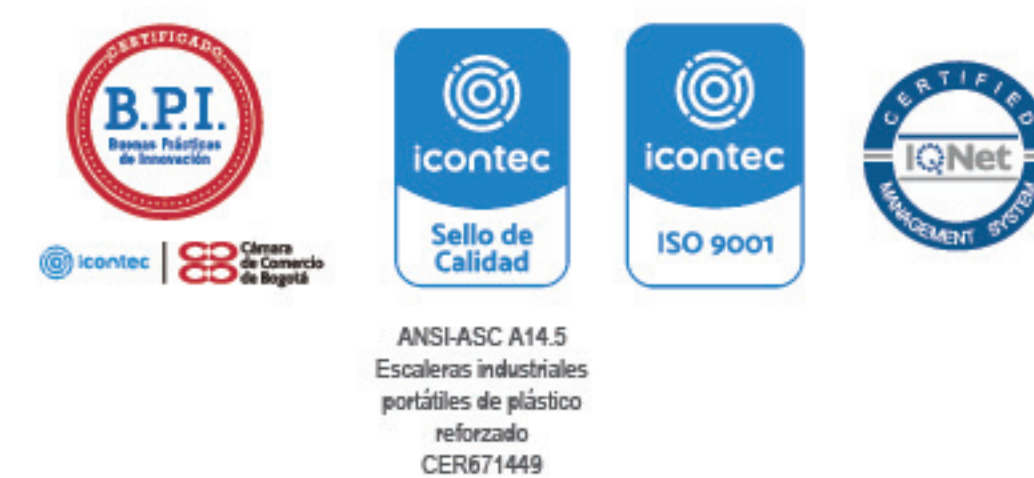 CERTIFICADO
B.P.I.
Buenas Prácticas
de Innovación
icontec
Cámara
de Comercio
de Bogotá
icontec
Sello de
Calidad
ANSI-ASC A14.5
Escaleras industriales
portátiles de plástico
reforzado
CER671449
icontec
ISO 9001
CERTIFIED
IQNet
MANAGEMENT SYSTEM